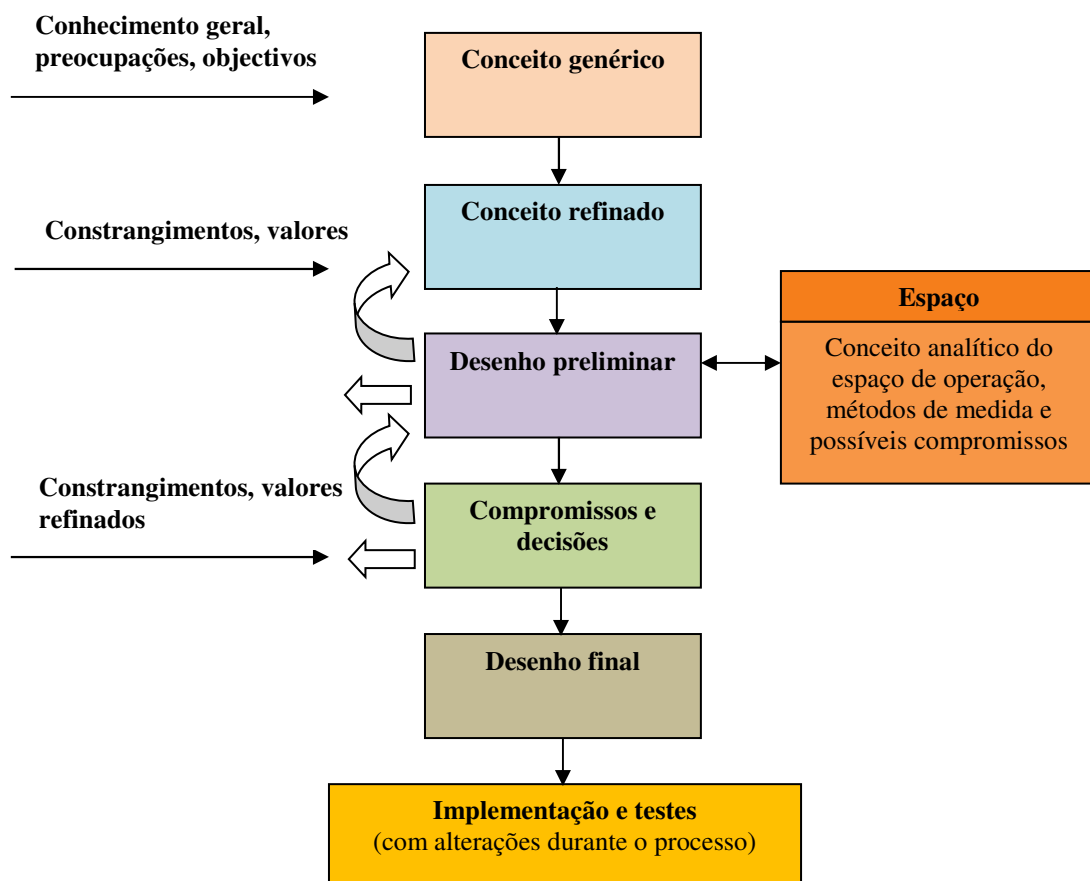 Conhecimento geral,
preocupações, objectivos
Conceito genérico
Conceito refinado
Constrangimentos, valores
Espaço
Conceito analítico do
espaço de operação,
métodos de medida e
possíveis compromissos
Desenho preliminar
Constrangimentos, valores
refinados
Compromissos e
decisões
Desenho final
Implementação e testes
(com alterações durante o processo)